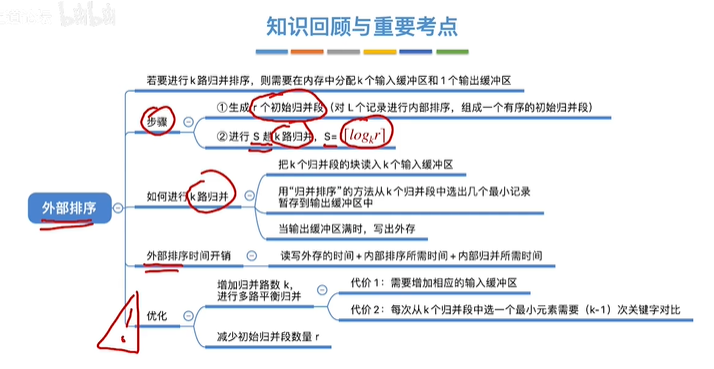 知识回顾与重要考点
若要进行k路归并排序，则需要在内存中分配k个输入缓冲区和1个输出缓冲区
步骤
①生成 r 个初始归并段（对 L 个记录进行内部排序，组成一个有序的初始归并段）
②进行 S 趟k路归并，S= ⌈logₖr⌉
外部排序
如何进行k路归并
把k个归并段的块读入k个输入缓冲区
用“归并排序”的方法从k个归并段中选出几个最小记录
暂存到输出缓冲区中
当输出缓冲区满时，写出外存
外部排序时间开销
读写外存的时间＋内部排序所需时间＋内部归并所需时间
优化
增加归并路数 k，
进行多路平衡归并
代价 1：需要增加相应的输入缓冲区
代价 2：每次从k个归并段中选一个最小元素需要（k-1）次关键字对比
减少初始归并段数量 r